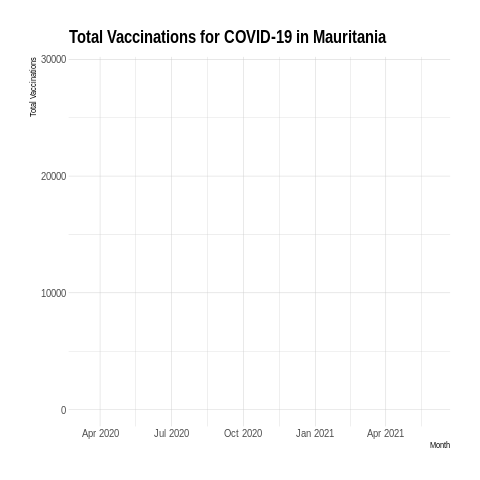 Total Vaccinations for COVID-19 in Mauritania
Total Vaccinations
30000
20000
10000
0
Apr 2020 Jul 2020 Oct 2020 Jan 2021 Apr 2021
Month